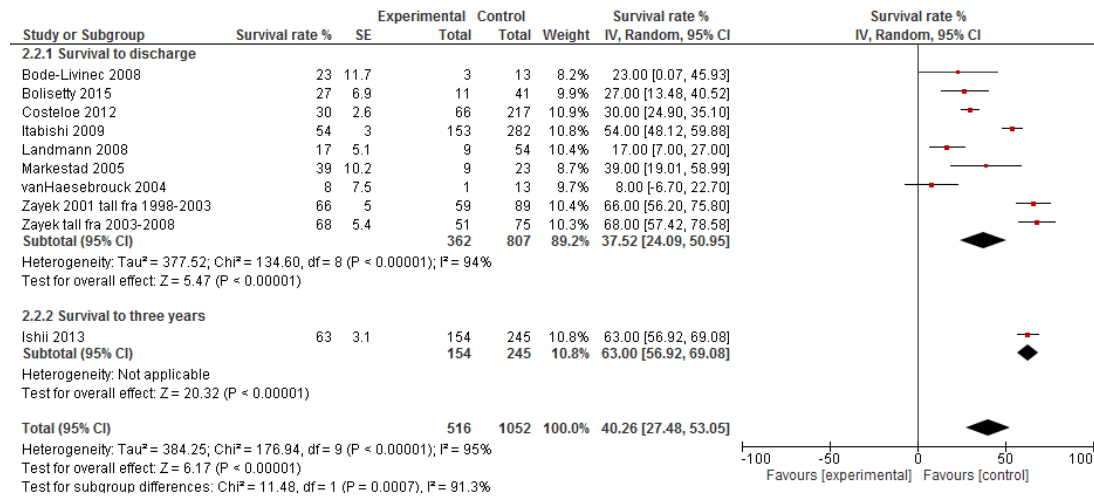 Experimental Control Survival rate % Survival rate %
Study or Subgroup Survival rate % SE Total Total Weight IV, Random, 95% CI IV, Random, 95% CI
2.2.1 Survival to discharge
Bode-Livinec 2008 23 11.7 3 13 8.2% 23.00 [0.07, 45.93]
Bolisetty 2015 27 6.9 11 41 9.9% 27.00 [13.48, 40.52]
Costeloe 2012 30 2.6 66 217 10.9% 30.00 [24.90, 35.10]
Itabishi 2009 54 3 153 282 10.8% 54.00 [48.12, 59.88]
Landmann 2008 17 5.1 9 54 10.4% 17.00 [7.00, 27.00]
Markestad 2005 39 10.2 9 23 8.7% 39.00 [19.01, 58.99]
vanHaesebrouck 2004 8 7.5 1 13 9.7% 8.00 [-6.70, 22.70]
Zayek 2001 tall fra 1998-2003 66 5 59 89 10.4% 66.00 [56.20, 75.80]
Zayek tall fra 2003-2008 68 5.4 51 75 10.3% 68.00 [57.42, 78.58]
Subtotal (95% CI) 362 807 89.2% 37.52 [24.09, 50.95]
Heterogeneity: Tau² = 377.52; Chi² = 134.60, df = 8 (P < 0.00001); I² = 94%
Test for overall effect: Z = 5.47 (P < 0.00001)
2.2.2 Survival to three years
Ishii 2013 63 3.1 154 245 10.8% 63.00 [56.92, 69.08]
Subtotal (95% CI) 154 245 10.8% 63.00 [56.92, 69.08]
Heterogeneity: Not applicable
Test for overall effect: Z = 20.32 (P < 0.00001)
Total (95% CI) 516 1052 100.0% 40.26 [27.48, 53.05]
Heterogeneity: Tau² = 384.25; Chi² = 176.94, df = 9 (P < 0.00001); I² = 95%
Test for overall effect: Z = 6.17 (P < 0.00001)
Test for subgroup differences: Chi² = 11.48, df = 1 (P = 0.0007), I² = 91.3%
-100 -50 0 50 100
Favours [experimental] Favours [control]